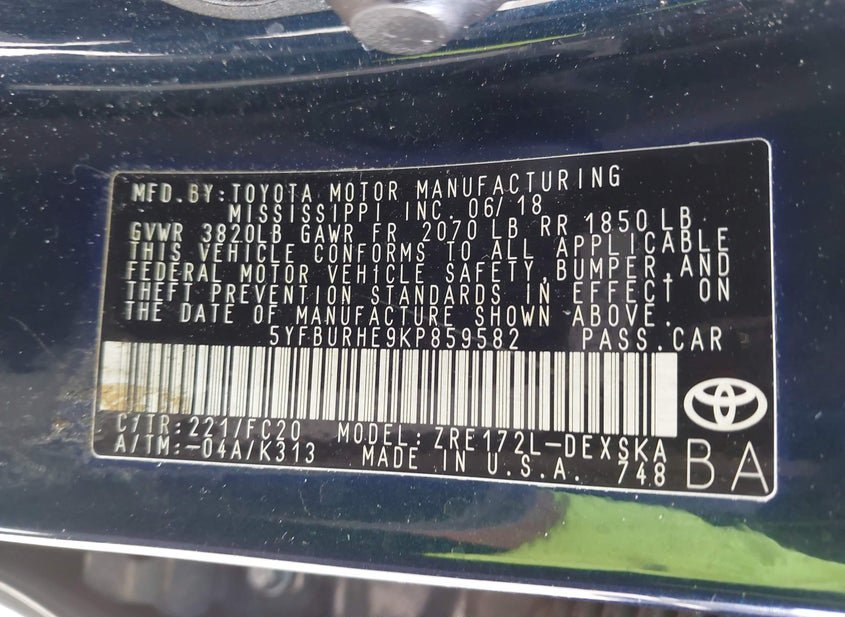 MFD.BY:TOYOTA MOTOR MANUFACTURING
MISSISSIPPI INC. 06/18
GVWR 3820LB GAWR FR 2070 LB RR 1850LB
THIS VEHICLE CONFORMS TO ALL APPLICABLE
FEDERAL MOTOR VEHICLE SAFETY,BUMPER,AND
THEFT PREVENTION STANDARDS IN EFFECT ON
THE DATE OF MANUFACTURE SHOWN ABOVE.
5YFBURHE9KP859582 PASS.CAR
C/TR:221/FC20 MODEL: ZRE172L-DEXSKA
A/TM:-04A/K313 MADE IN U.S.A. 748 BA